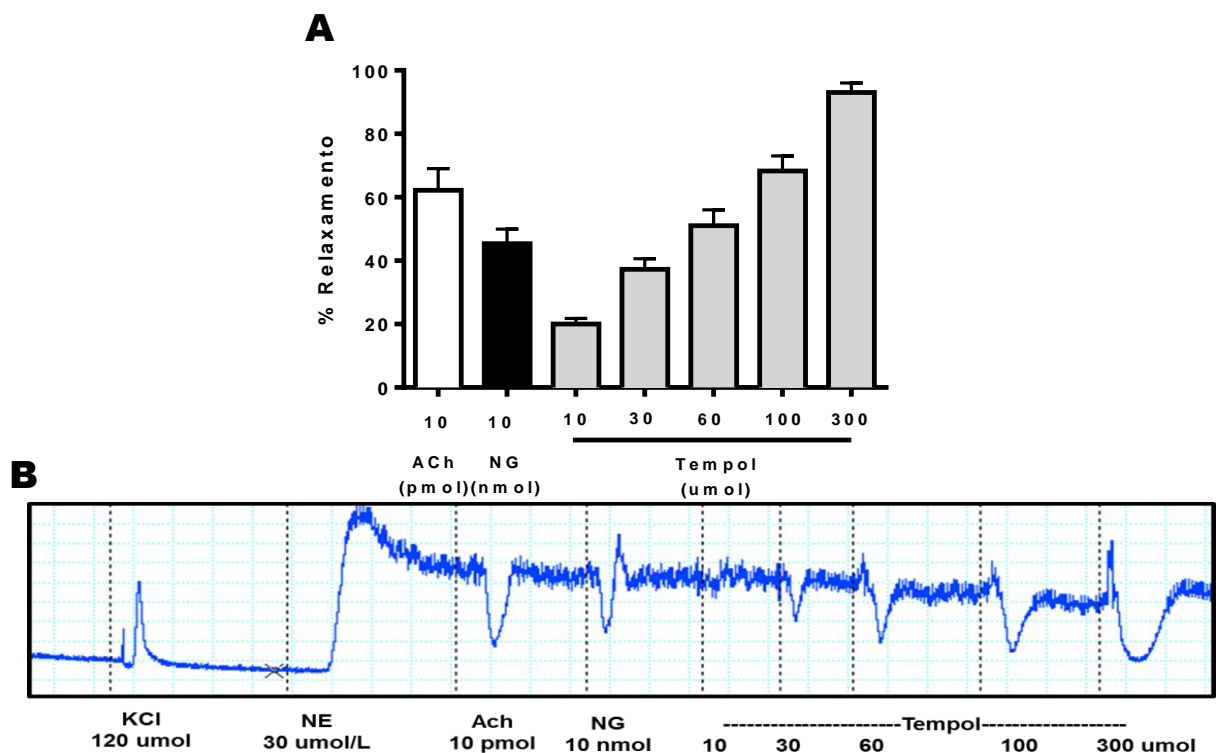 A
100
80
60
40
20
0
% Relaxamento
10 10 10 30 60 100 300
ACh NG Tempol
(pmol) (nmol) (umol)
B
KCl NE Ach NG -----------------------Tempol-------------------
120 umol 30 umol/L 10 pmol 10 nmol 10 30 60 100 300 umol